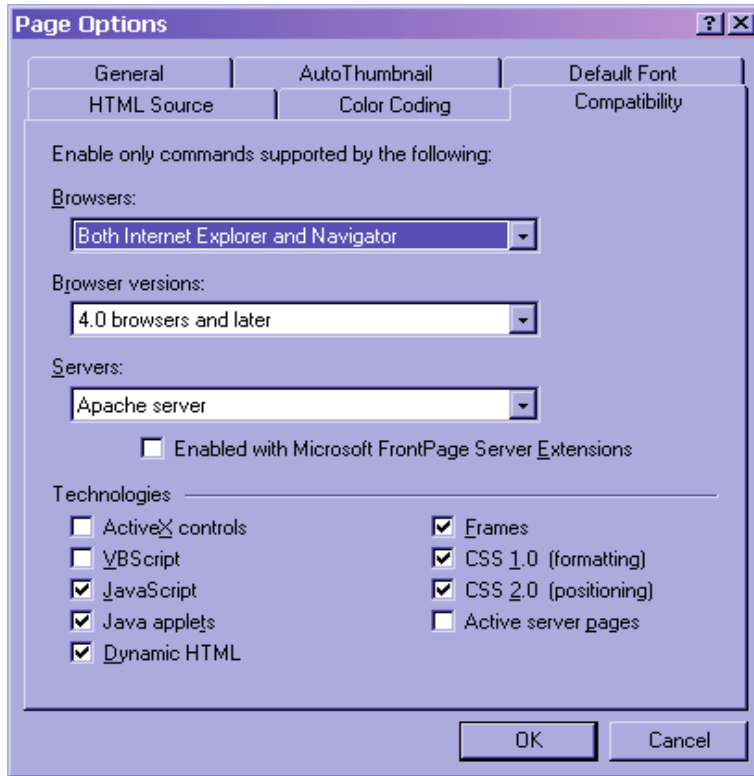 Page Options
General AutoThumbnail Default Font
HTML Source Color Coding Compatibility
Enable only commands supported by the following:
Browsers:
Both Internet Explorer and Navigator
Browser versions:
4.0 browsers and later
Servers:
Apache server
Enabled with Microsoft FrontPage Server Extensions
Technologies
ActiveX controls
VBScript
JavaScript
Java applets
Dynamic HTML
Frames
CSS 1.0 (formatting)
CSS 2.0 (positioning)
Active server pages
OK Cancel